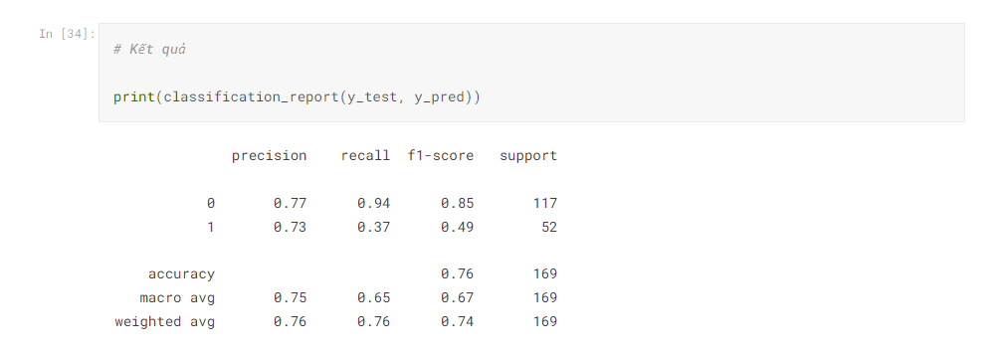 In [34]:
# Kết quả
print(classification_report(y_test, y_pred))
precision recall f1-score support
0 0.77 0.94 0.85 117
1 0.73 0.37 0.49 52
accuracy 0.76 169
macro avg 0.75 0.65 0.67 169
weighted avg 0.76 0.76 0.74 169